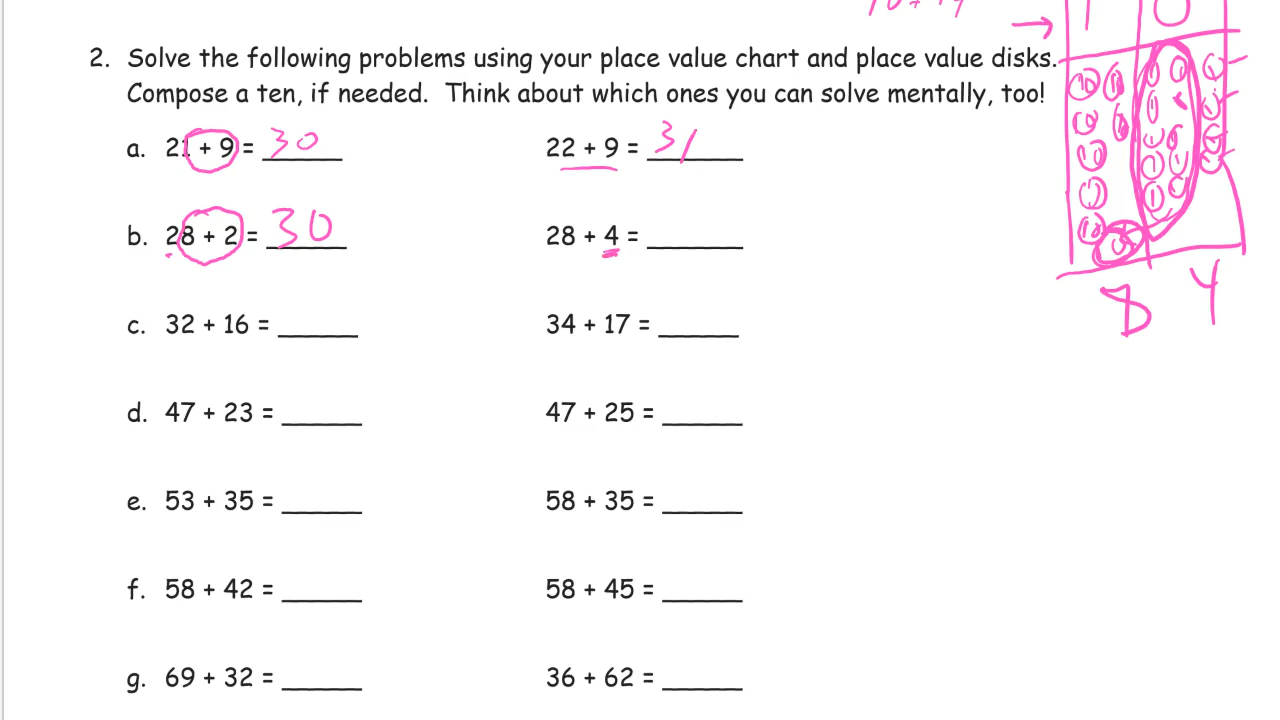 2. Solve the following problems using your place value chart and place value disks.
Compose a ten, if needed. Think about which ones you can solve mentally, too!
a. 21 + 9 = 30
22 + 9 = 31
b. 28 + 2 = 30
28 + 4 = ______
c. 32 + 16 = ______
34 + 17 = ______
d. 47 + 23 = ______
47 + 25 = ______
e. 53 + 35 = ______
58 + 35 = ______
f. 58 + 42 = ______
58 + 45 = ______
g. 69 + 32 = ______
36 + 62 = ______
8 4